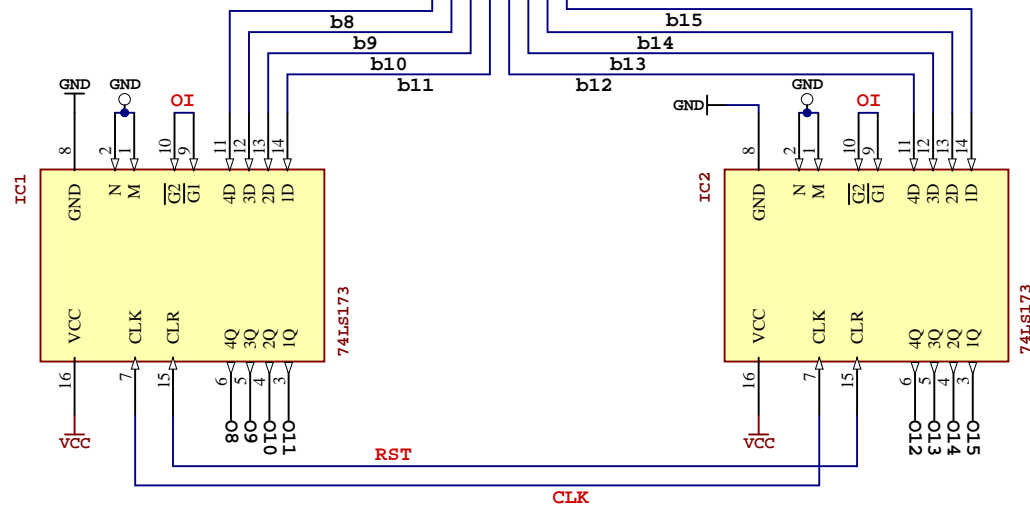 b8
b9
b10
b11
b15
b14
b13
b12
GND
GND
OI
8
2
1
10
9
11
12
13
14
IC1
GND
N
M
G2
G1
4D
3D
2D
1D
VCC
CLK
CLR
4Q
3Q
2Q
1Q
74LS173
16
7
15
6
5
4
3
VCC
O8
O9
O10
O11
GND
GND
OI
8
2
1
10
9
11
12
13
14
IC2
GND
N
M
G2
G1
4D
3D
2D
1D
VCC
CLK
CLR
4Q
3Q
2Q
1Q
74LS173
16
7
15
6
5
4
3
VCC
O12
O13
O14
O15
RST
CLK